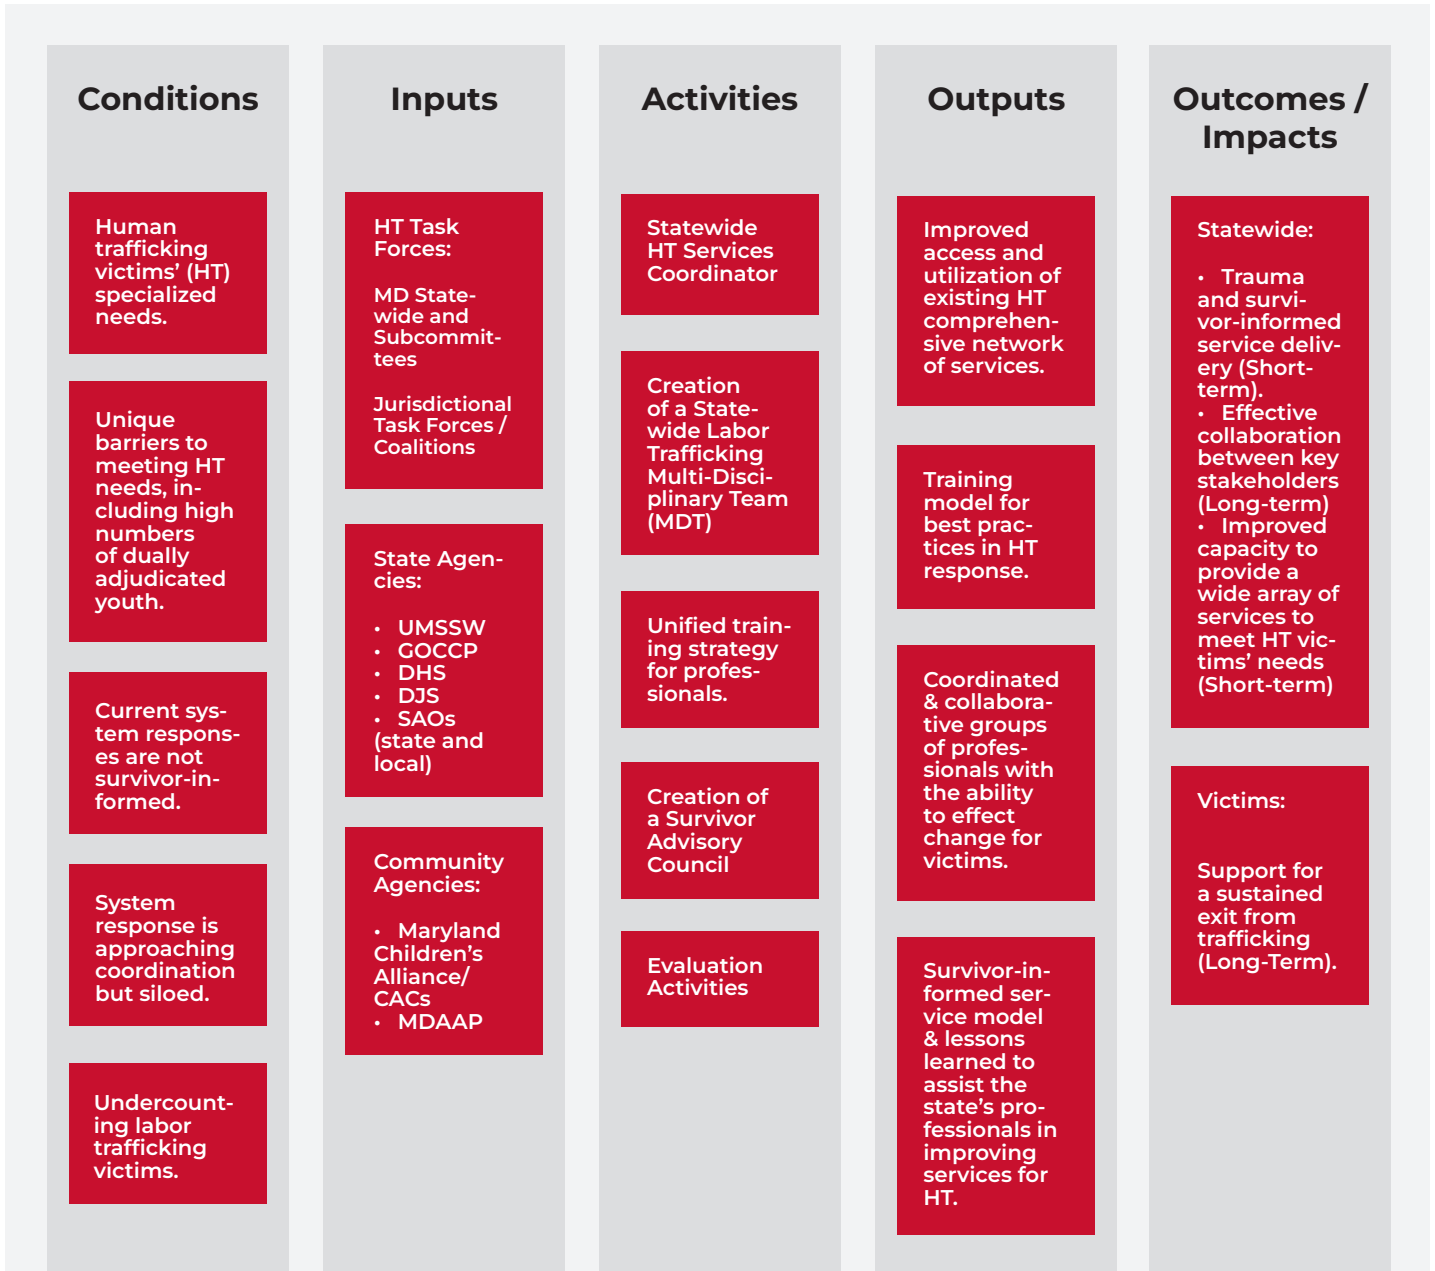 Conditions
Human
trafficking
victims’ (HT)
specialized
needs.
Unique
barriers to
meeting HT
needs, in-
cluding high
numbers
of dually
adjudicated
youth.
Current sys-
tem respons-
es are not
survivor-in-
formed.
System
response is
approaching
coordination
but siloed.
Undercount-
ing labor
trafficking
victims.
Inputs
HT Task
Forces:
MD State-
wide and
Subcommit-
tees
Jurisdictional
Task Forces /
Coalitions
State Agen-
cies:
• UMSSW
• GOCCP
• DHS
• DJS
• SAOs
(state and
local)
Community
Agencies:
• Maryland
Children’s
Alliance/
CACs
• MDAAP
Activities
Statewide
HT Services
Coordinator
Creation
of a State-
wide Labor
Trafficking
Multi-Disci-
plinary Team
(MDT)
Unified train-
ing strategy
for profes-
sionals.
Creation of
a Survivor
Advisory
Council
Evaluation
Activities
Outputs
Improved
access and
utilization of
existing HT
comprehen-
sive network
of services.
Training
model for
best prac-
tices in HT
response.
Coordinated
& collabora-
tive groups
of profes-
sionals with
the ability
to effect
change for
victims.
Survivor-in-
formed ser-
vice model
& lessons
learned to
assist the
state’s pro-
fessionals in
improving
services for
HT.
Outcomes /
Impacts
Statewide:
• Trauma
and survi-
vor-informed
service deliv-
ery (Short-
term).
• Effective
collaboration
between key
stakeholders
(Long-term)
• Improved
capacity to
provide a
wide array of
services to
meet HT vic-
tims’ needs
(Short-term)
Victims:
Support for
a sustained
exit from
trafficking
(Long-Term).